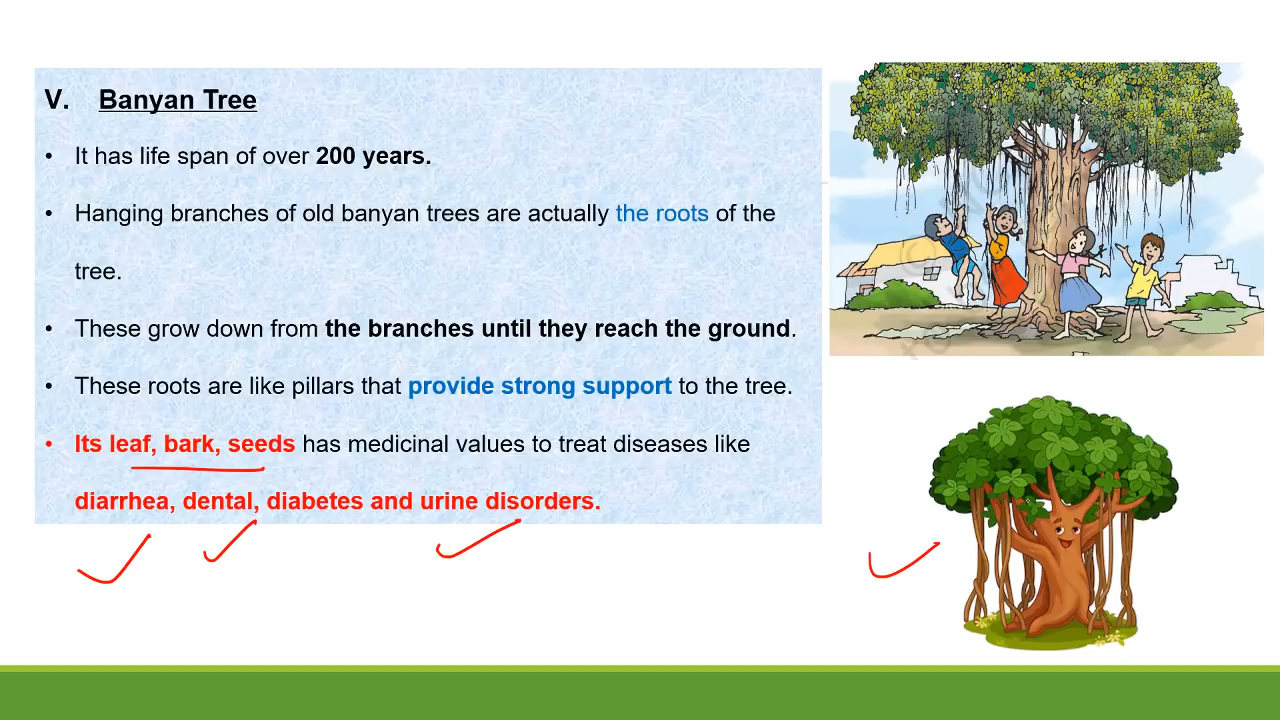 V. Banyan Tree
• It has life span of over 200 years.
• Hanging branches of old banyan trees are actually the roots of the
tree.
• These grow down from the branches until they reach the ground.
• These roots are like pillars that provide strong support to the tree.
• Its leaf, bark, seeds has medicinal values to treat diseases like
diarrhea, dental, diabetes and urine disorders.